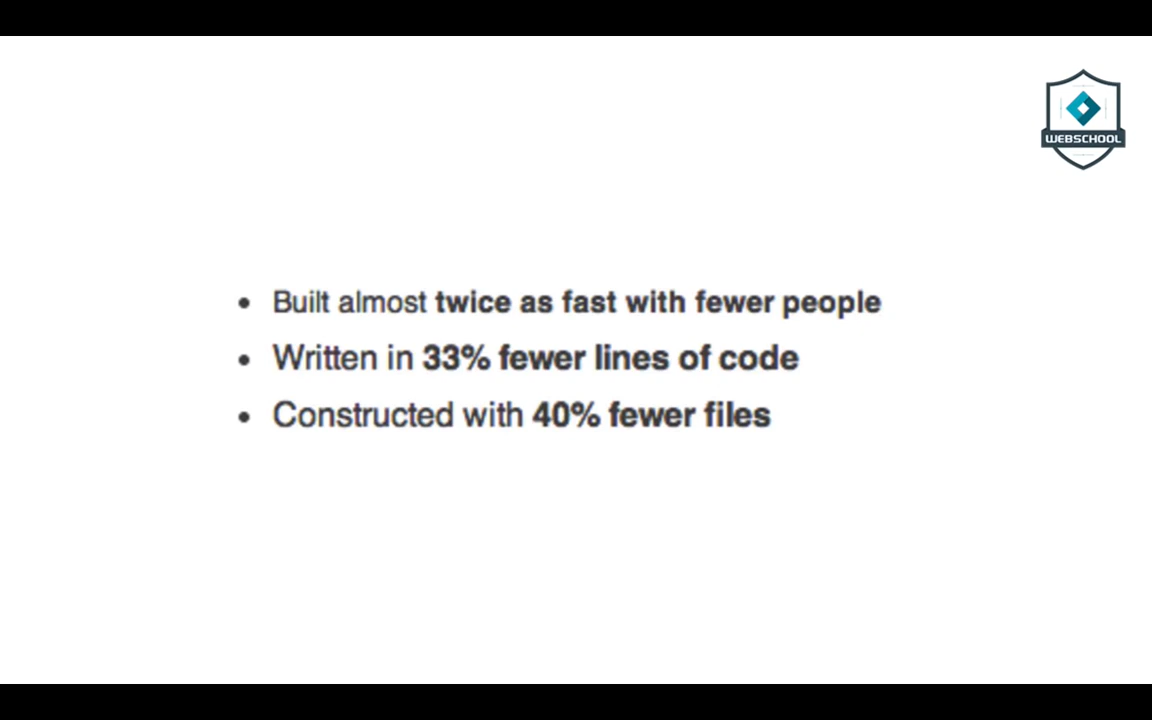 WEBSCHOOL
• Built almost twice as fast with fewer people
• Written in 33% fewer lines of code
• Constructed with 40% fewer files